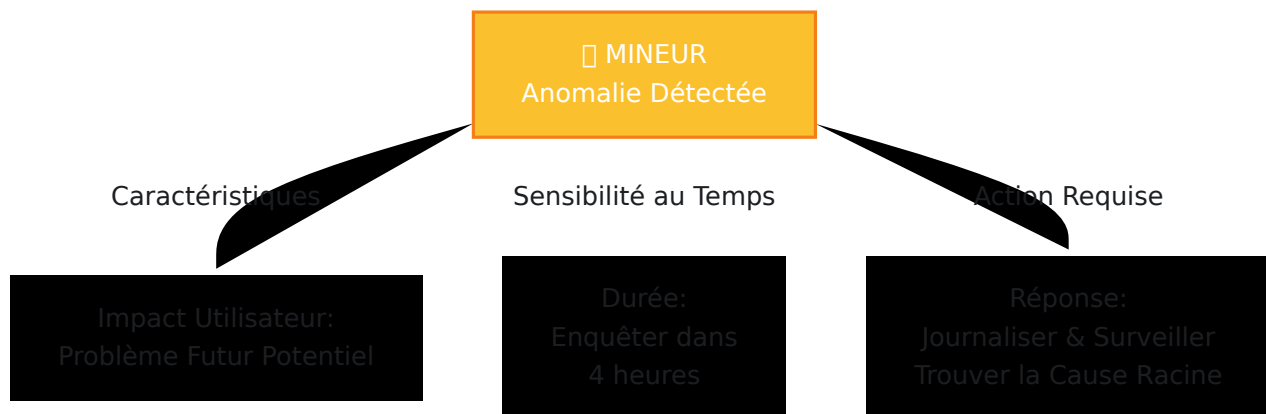 MINEUR
Anomalie Détectée
Caractéristiques
Sensibilité au Temps
Action Requise
Impact Utilisateur:
Problème Futur Potentiel
Durée:
Enquêter dans
4 heures
Réponse:
Journaliser & Surveiller
Trouver la Cause Racine